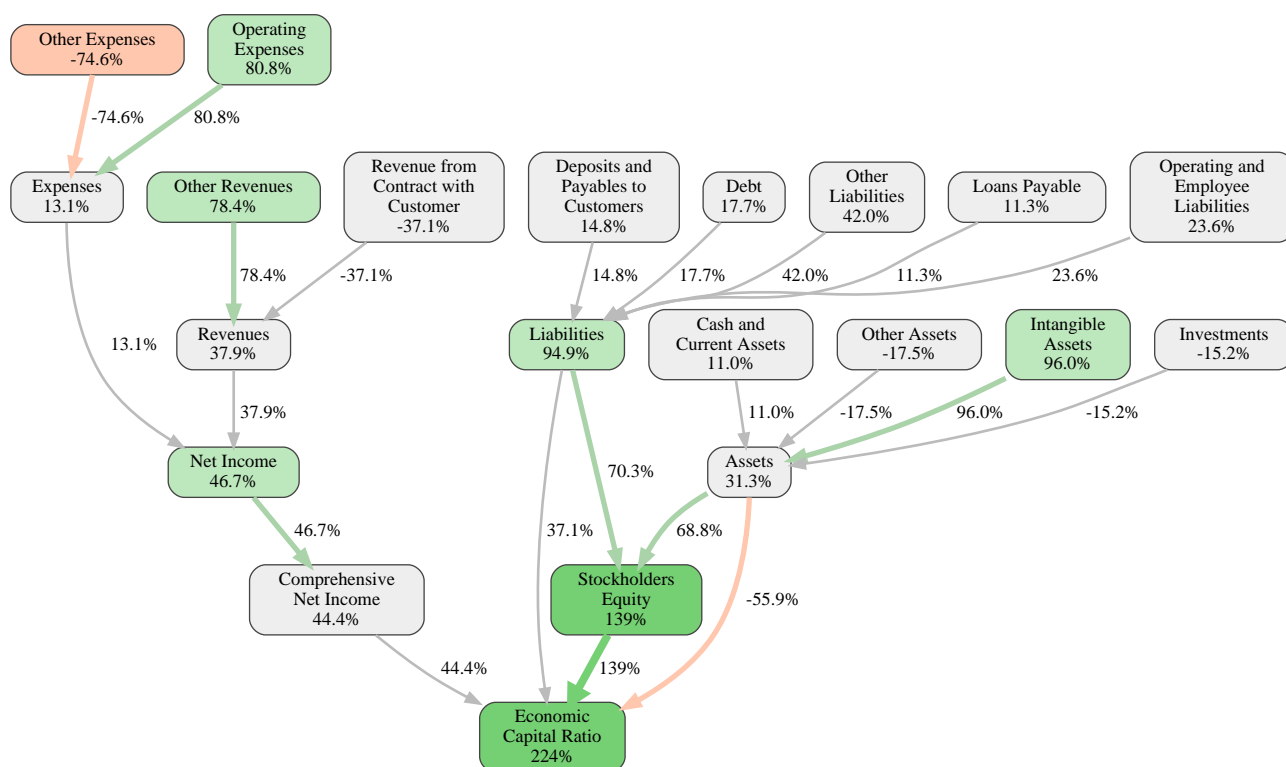 Other Expenses
-74.6%
Operating
Expenses
80.8%
-74.6%
80.8%
Expenses
13.1%
Other Revenues
78.4%
Revenue from
Contract with
Customer
-37.1%
Deposits and
Payables to
Customers
14.8%
Debt
17.7%
Other
Liabilities
42.0%
Loans Payable
11.3%
Operating and
Employee
Liabilities
23.6%
78.4%
-37.1%
14.8%
17.7%
42.0%
11.3%
23.6%
13.1%
Revenues
37.9%
Liabilities
94.9%
Cash and
Current Assets
11.0%
Other Assets
-17.5%
Intangible
Assets
96.0%
Investments
-15.2%
37.9%
11.0%
-17.5%
96.0%
-15.2%
Net Income
46.7%
70.3%
Assets
31.3%
46.7%
37.1%
68.8%
Comprehensive
Net Income
44.4%
Stockholders
Equity
139%
-55.9%
44.4%
139%
Economic
Capital Ratio
224%